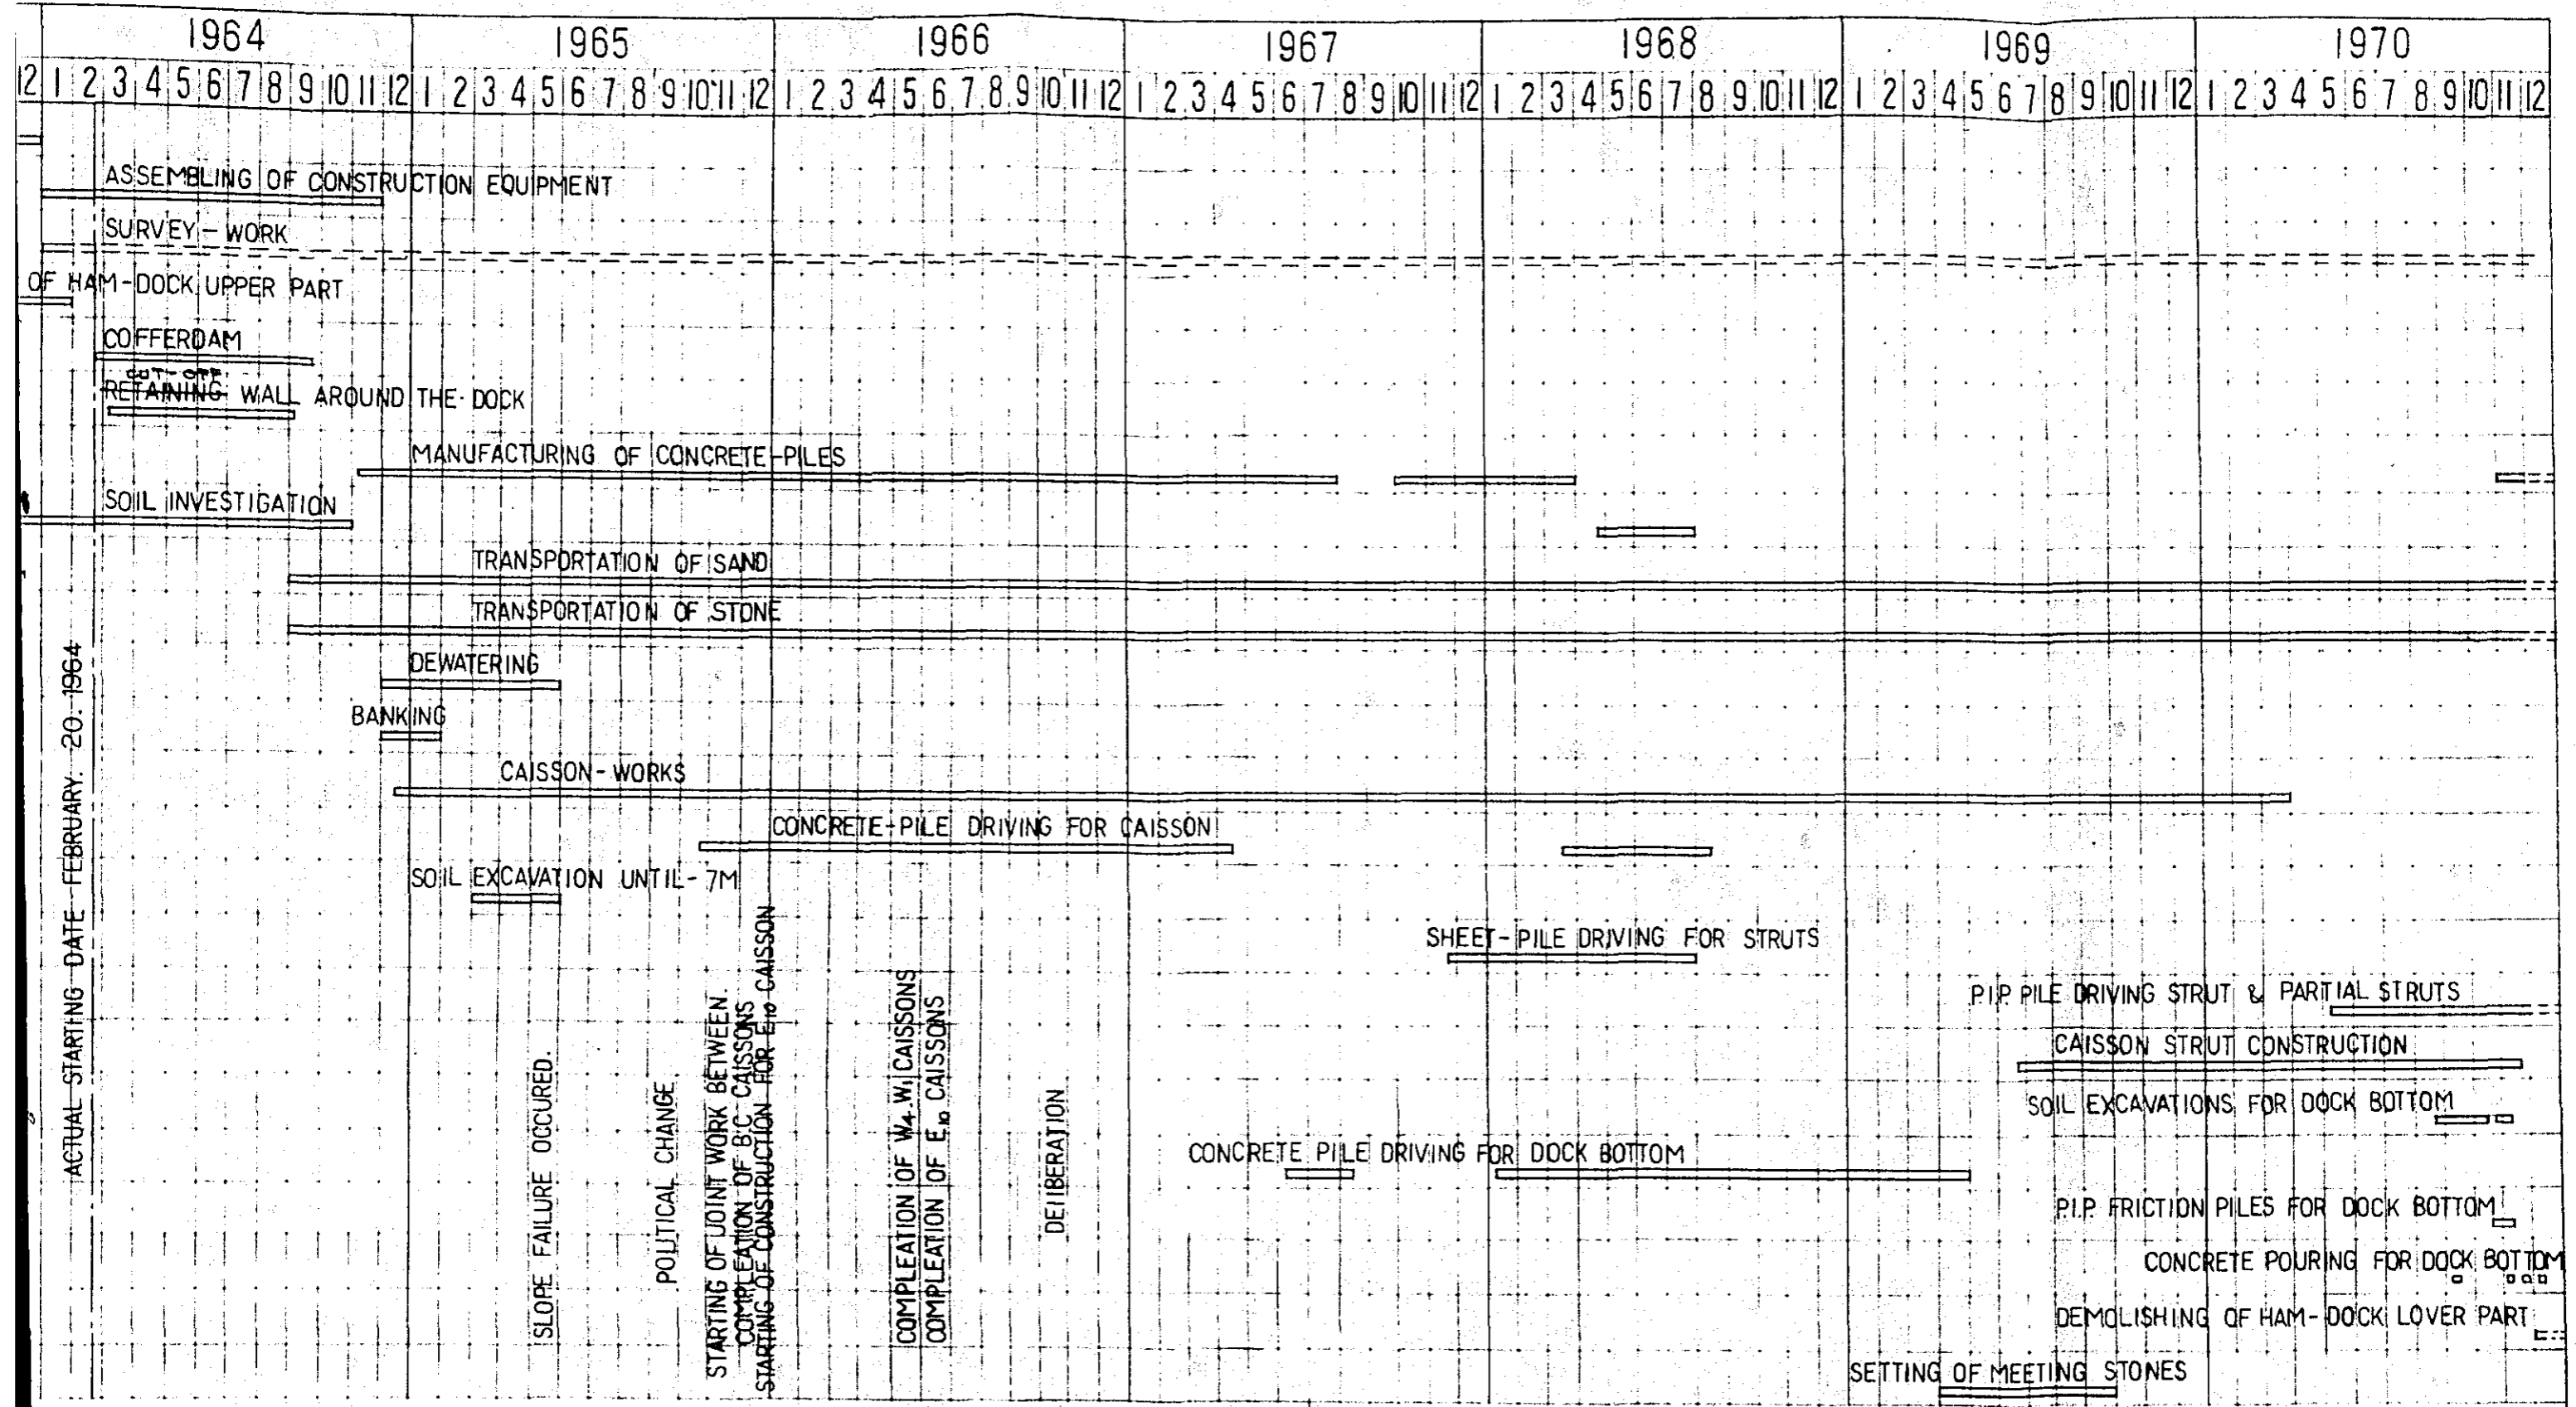 1964 1965 1966 1967 1968 1969 1970
12 1 2 3 4 5 6 7 8 9 10 11 12 1 2 3 4 5 6 7 8 9 10 11 12 1 2 3 4 5 6 7 8 9 10 11 12 1 2 3 4 5 6 7 8 9 10 11 12 1 2 3 4 5 6 7 8 9 10 11 12 1 2 3 4 5 6 7 8 9 10 11 12 1 2 3 4 5 6 7 8 9 10 11 12
ASSEMBLING OF CONSTRUCTION EQUIPMENT
SURVEY-WORK
OF HAM-DOCK UPPER PART
COFFERDAM
CUT-OFF
RETAINING WALL AROUND THE DOCK
MANUFACTURING OF CONCRETE-PILES
SOIL INVESTIGATION
TRANSPORTATION OF SAND
TRANSPORTATION OF STONE
DEWATERING
BANKING
CAISSON-WORKS
CONCRETE-PILE DRIVING FOR CAISSON
SOIL EXCAVATION UNTIL-7M
SHEET-PILE DRIVING FOR STRUTS
P.I.P. PILE DRIVING STRUT & PARTIAL STRUTS
CAISSON STRUT CONSTRUCTION
SOIL EXCAVATIONS FOR DOCK BOTTOM
CONCRETE PILE DRIVING FOR DOCK BOTTOM
P.I.P. FRICTION PILES FOR DOCK BOTTOM
CONCRETE POURING FOR DOCK BOTTOM
DEMOLISHING OF HAM-DOCK LOVER PART
SETTING OF MEETING STONES
ACTUAL STARTING DATE FEBRUARY. 20. 1964
SLOPE FAILURE OCCURED.
POLITICAL CHANGE
STARTING OF JOINT WORK BETWEEN.
COMPLEATION OF B'C CAISSONS
STARTING OF CONSTRUCTION FOR E10 CAISSON
COMPLEATION OF W4.W1 CAISSONS
COMPLEATION OF E10 CAISSONS
DEIIBERATION